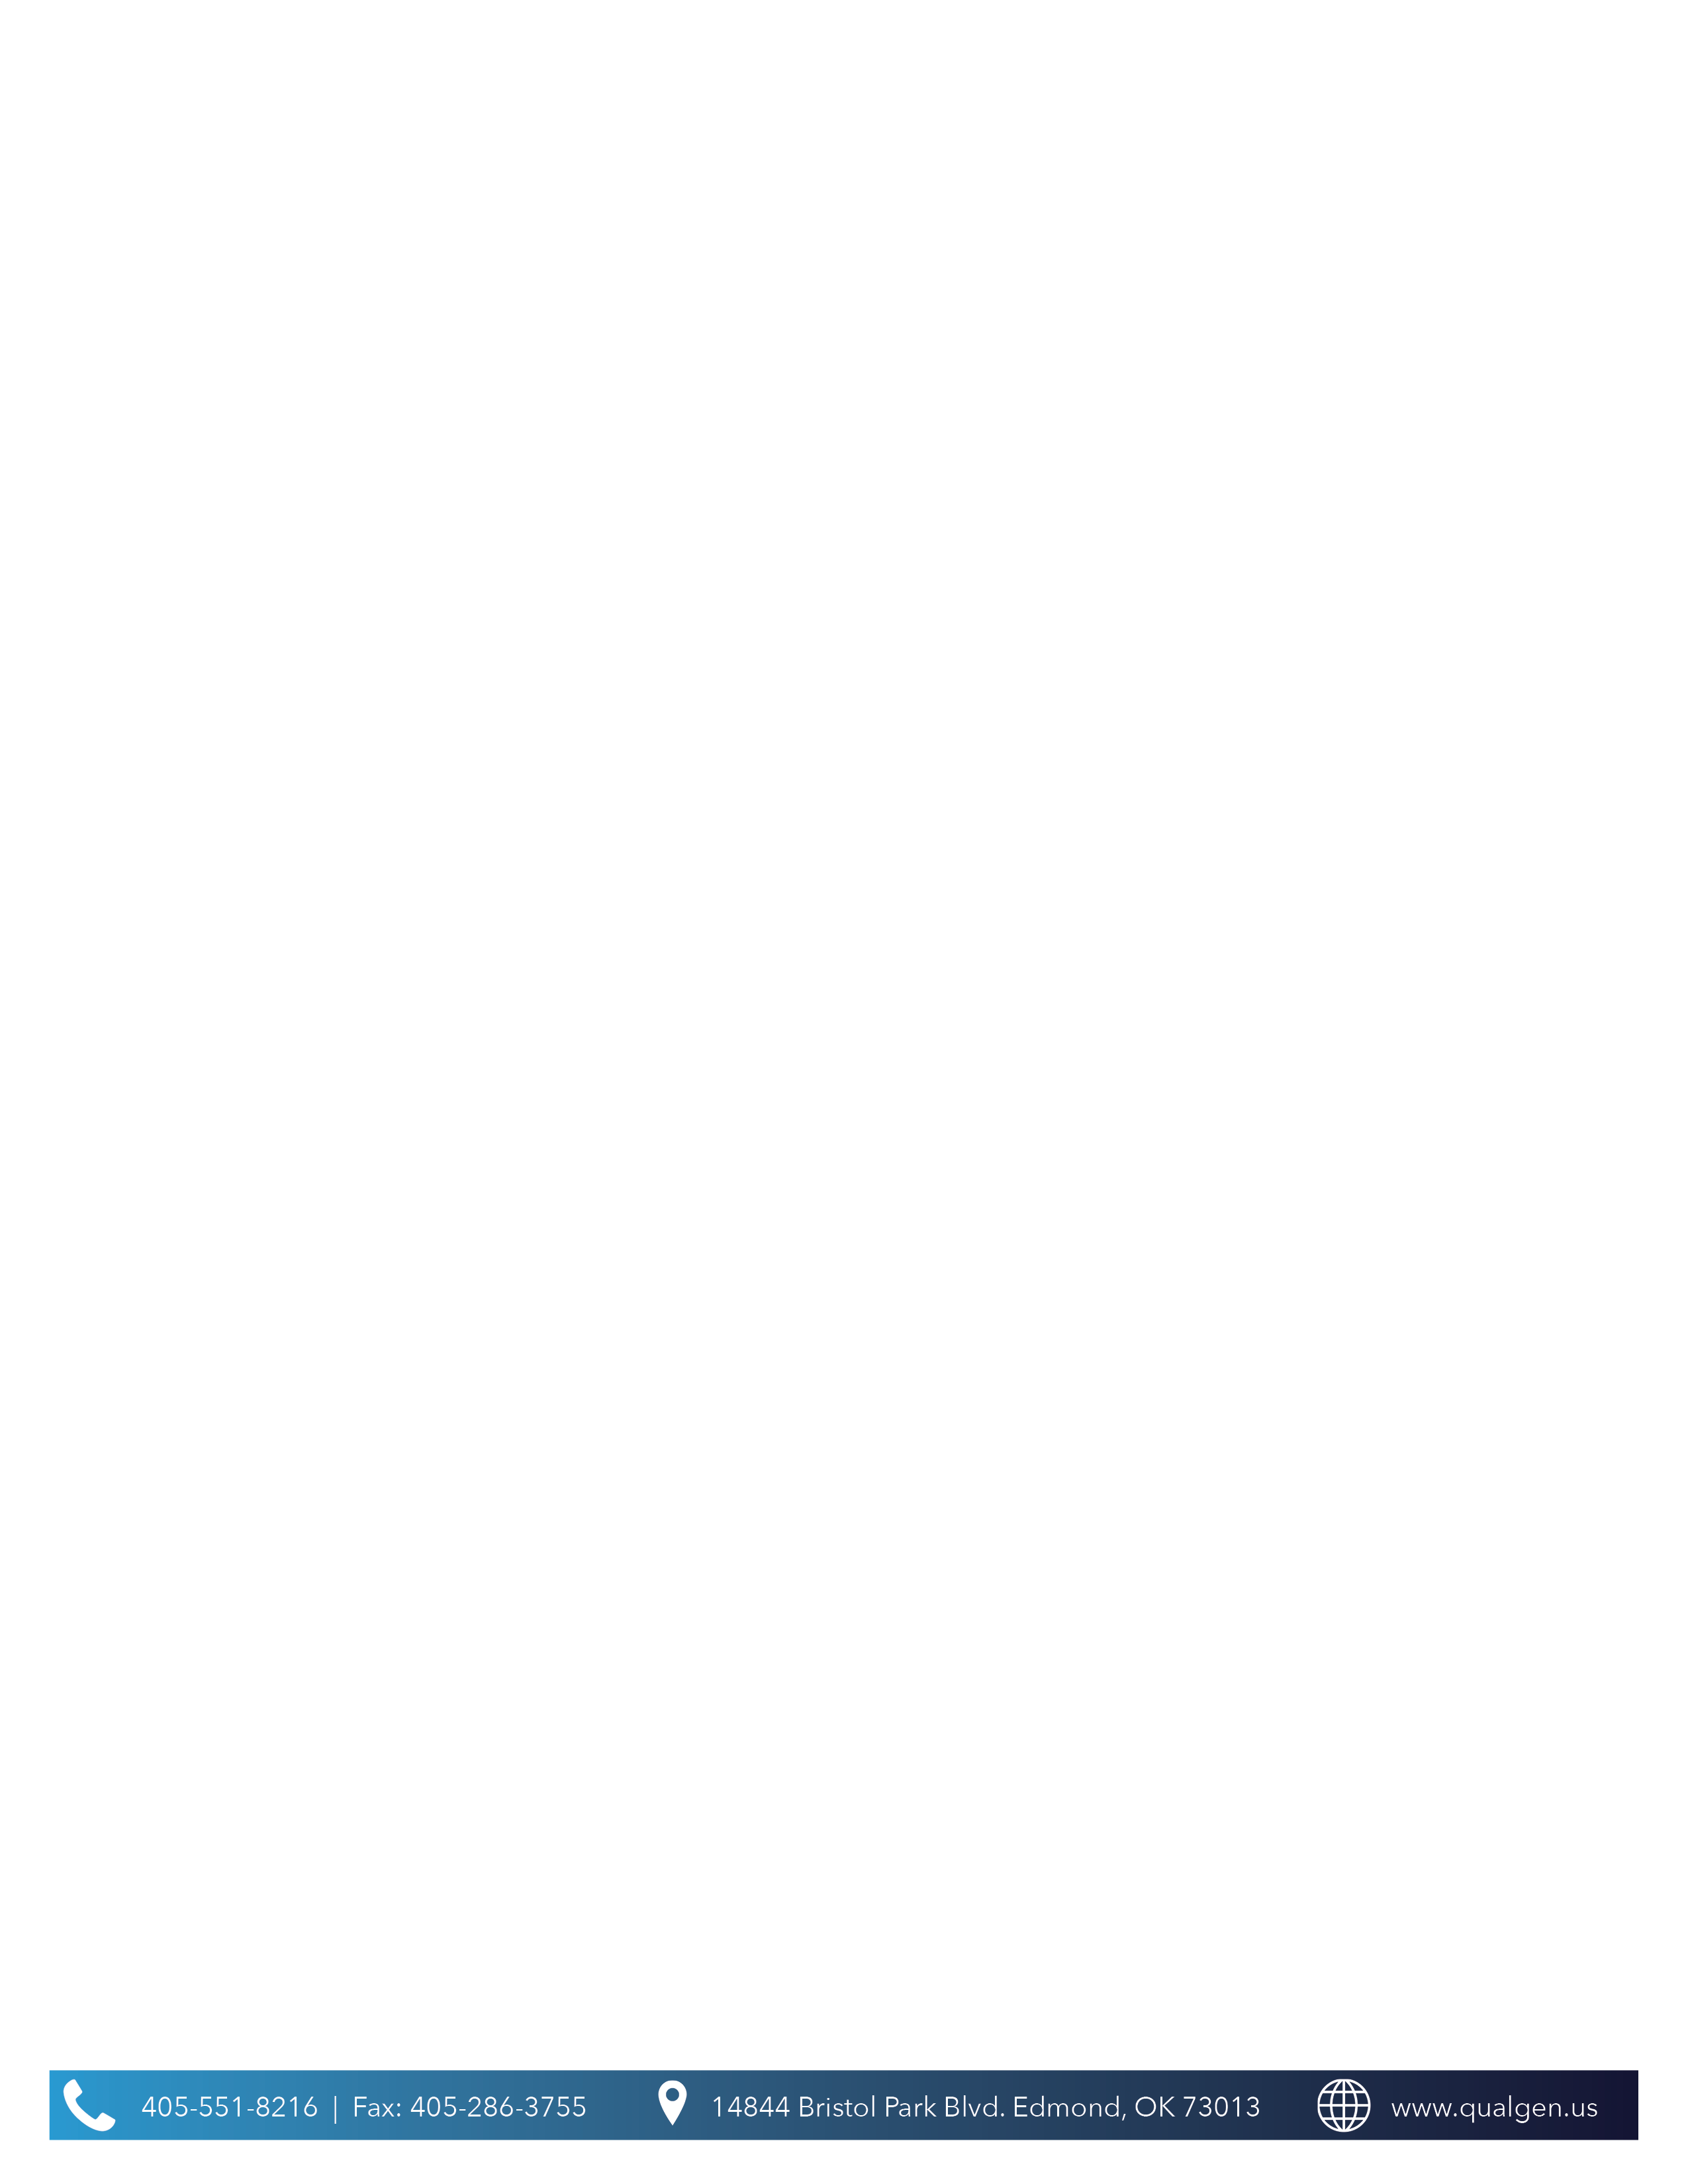 405-551-8216 | Fax: 405-286-3755 14844 Bristol Park Blvd. Edmond, OK 73013 www.qualgen.us